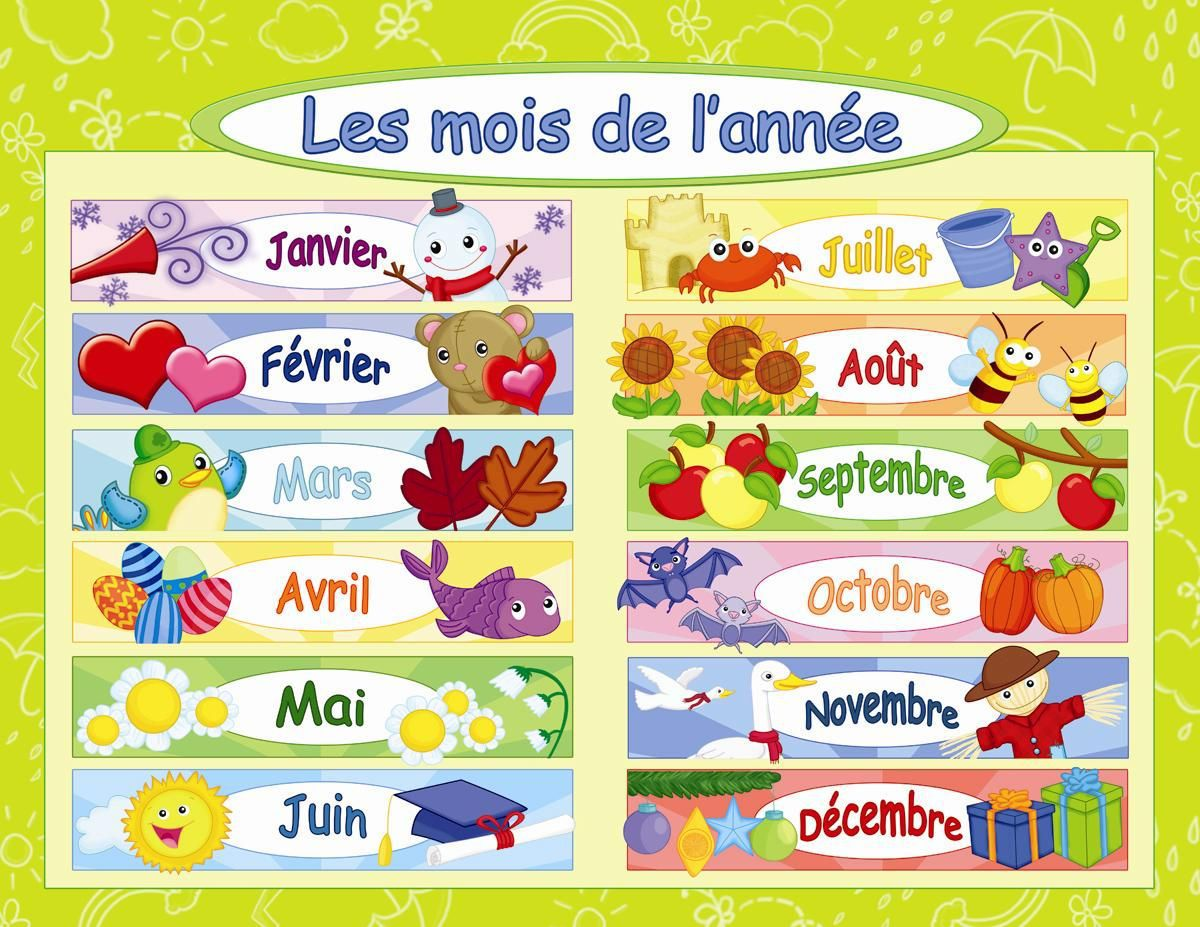 Les mois de l'année
Janvier
Février
Mars
Avril
Mai
Juin
Juillet
Août
Septembre
Octobre
Novembre
Décembre